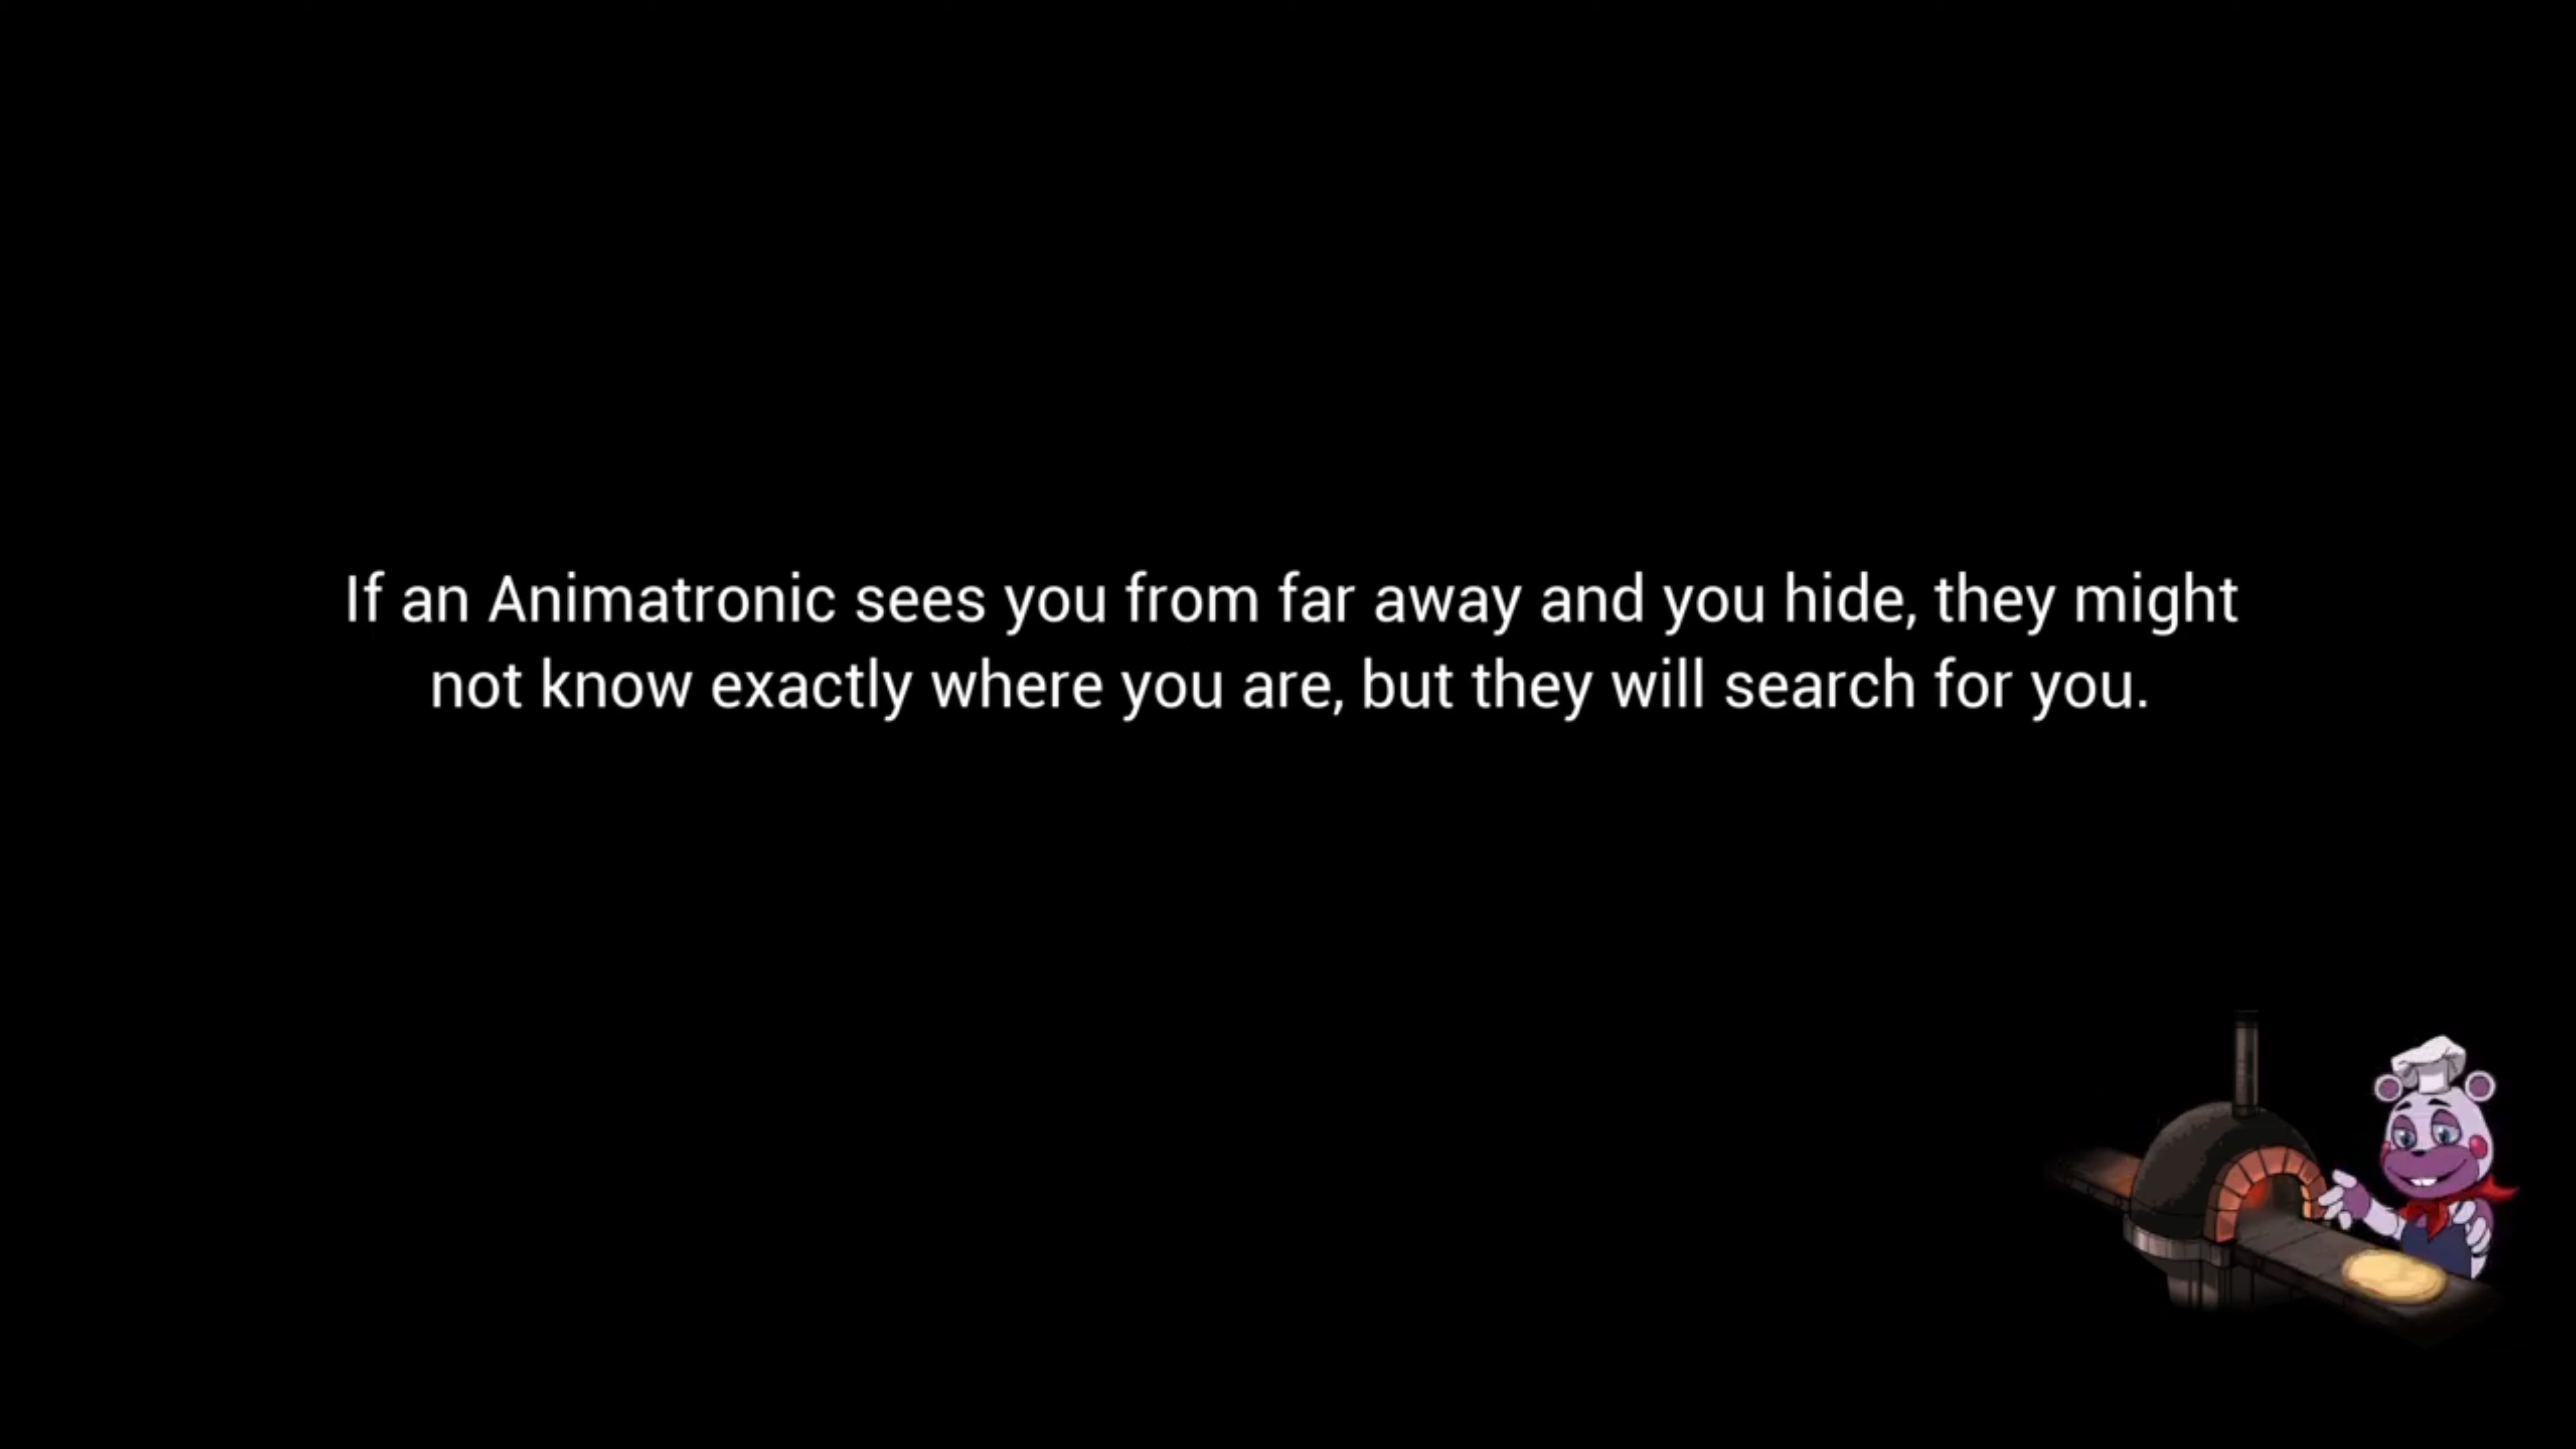 If an Animatronic sees you from far away and you hide, they might
not know exactly where you are, but they will search for you.